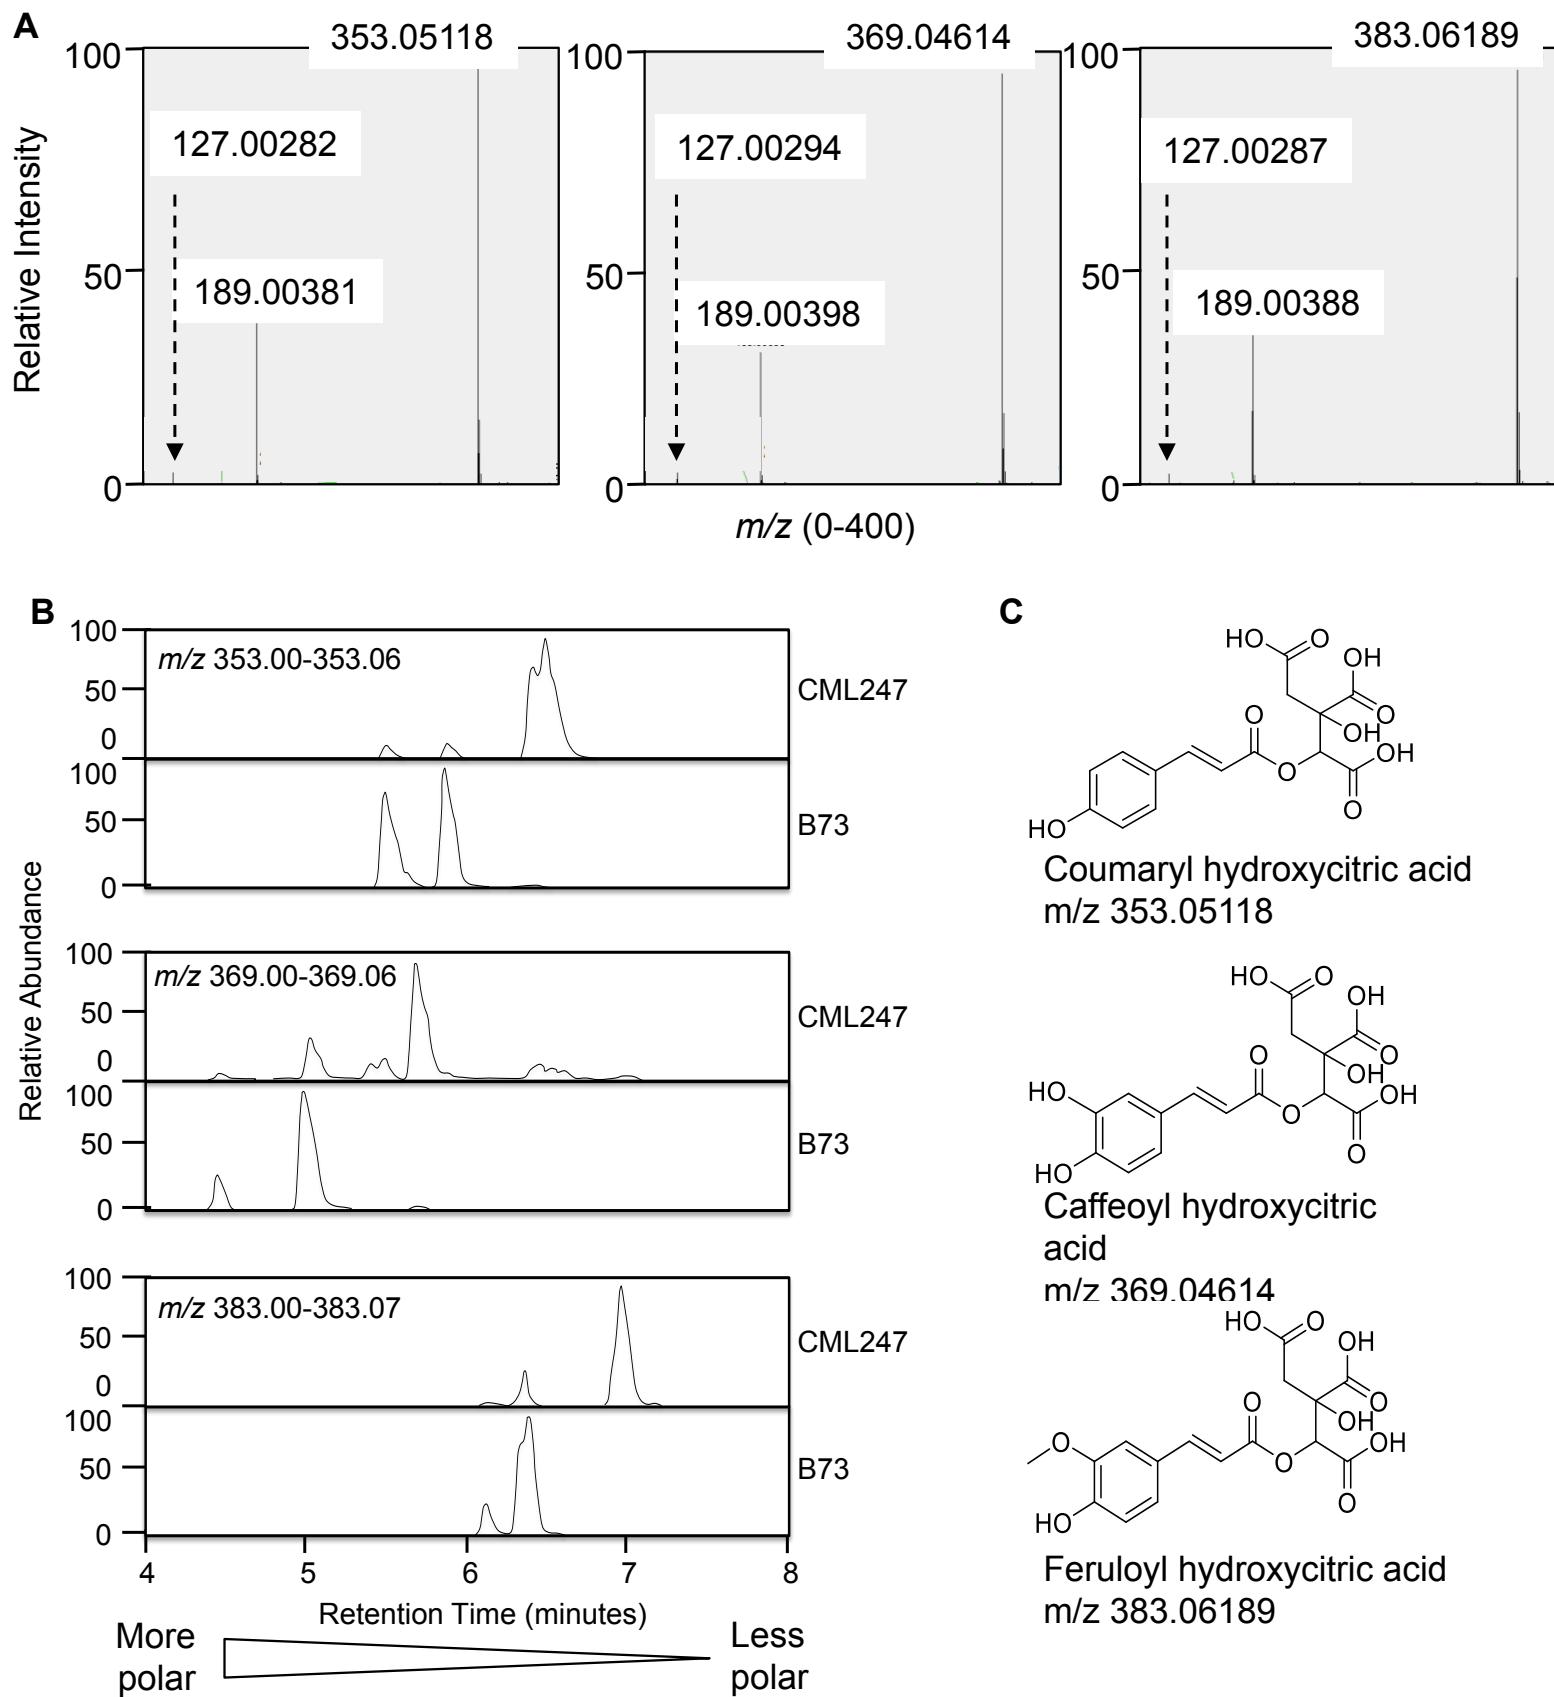 A
353.05118
369.04614
383.06189
100
100
100
127.00282
127.00294
127.00287
50
50
50
189.00381
189.00398
189.00388
0
0
0
Relative Intensity
m/z (0-400)
B
100
50
0
m/z 353.00-353.06
CML247
100
50
0
B73
100
50
0
m/z 369.00-369.06
CML247
100
50
0
B73
100
50
0
m/z 383.00-383.07
CML247
100
50
0
B73
Relative Abundance
4
5
6
7
8
Retention Time (minutes)
More
polar
Less
polar
C
HO
O
OH
O
O
OH
OH
O
O
HO
Coumaryl hydroxycitric acid
m/z 353.05118
HO
O
OH
O
O
OH
HO
OH
O
O
HO
Caffeoyl hydroxycitric
acid
m/z 369.04614
HO
O
OH
O
O
OH
O
OH
O
O
HO
Feruloyl hydroxycitric acid
m/z 383.06189